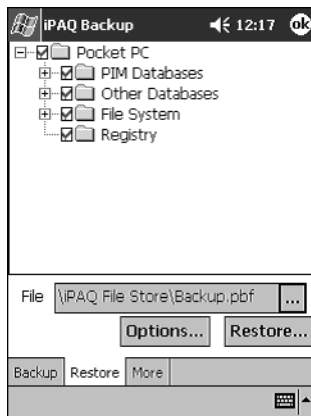 iPAQ Backup 12:17 ok
Pocket PC
PIM Databases
Other Databases
File System
Registry
File \iPAQ File Store\Backup.pbf ...
Options... Restore...
Backup Restore More